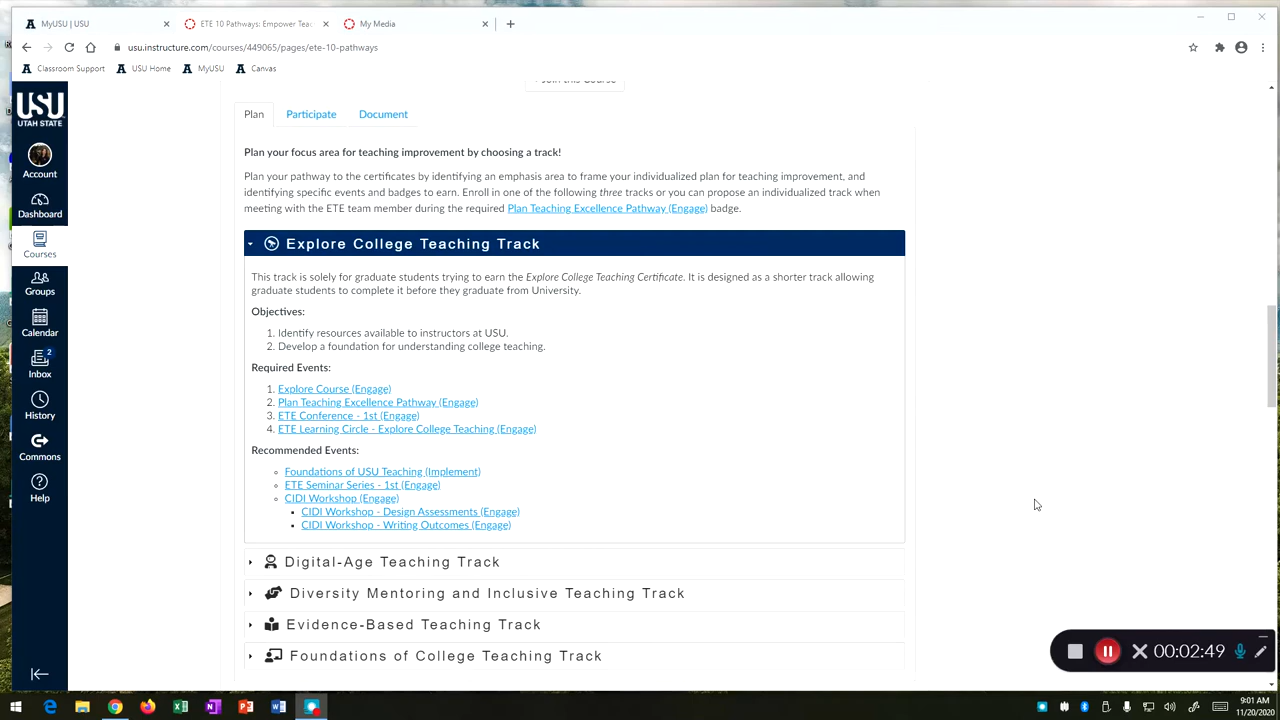 MyUSU | USU
ETE 10 Pathways: Empower Teac
My Media
usu.instructure.com/courses/449065/pages/ete-10-pathways
Classroom Support
USU Home
MyUSU
Canvas
Join this Course
USU
UTAH STATE
Account
Dashboard
Courses
Groups
Calendar
2
Inbox
History
Commons
Help
Plan Participate Document
Plan your focus area for teaching improvement by choosing a track!
Plan your pathway to the certificates by identifying an emphasis area to frame your individualized plan for teaching improvement, and
identifying specific events and badges to earn. Enroll in one of the following three tracks or you can propose an individualized track when
meeting with the ETE team member during the required Plan Teaching Excellence Pathway (Engage) badge.
Explore College Teaching Track
This track is solely for graduate students trying to earn the Explore College Teaching Certificate. It is designed as a shorter track allowing
graduate students to complete it before they graduate from University.
Objectives:
1. Identify resources available to instructors at USU.
2. Develop a foundation for understanding college teaching.
Required Events:
1. Explore Course (Engage)
2. Plan Teaching Excellence Pathway (Engage)
3. ETE Conference - 1st (Engage)
4. ETE Learning Circle - Explore College Teaching (Engage)
Recommended Events:
Foundations of USU Teaching (Implement)
ETE Seminar Series - 1st (Engage)
CIDI Workshop (Engage)
CIDI Workshop - Design Assessments (Engage)
CIDI Workshop - Writing Outcomes (Engage)
Digital-Age Teaching Track
Diversity Mentoring and Inclusive Teaching Track
Evidence-Based Teaching Track
Foundations of College Teaching Track
00:02:49
9:01 AM
11/20/2020